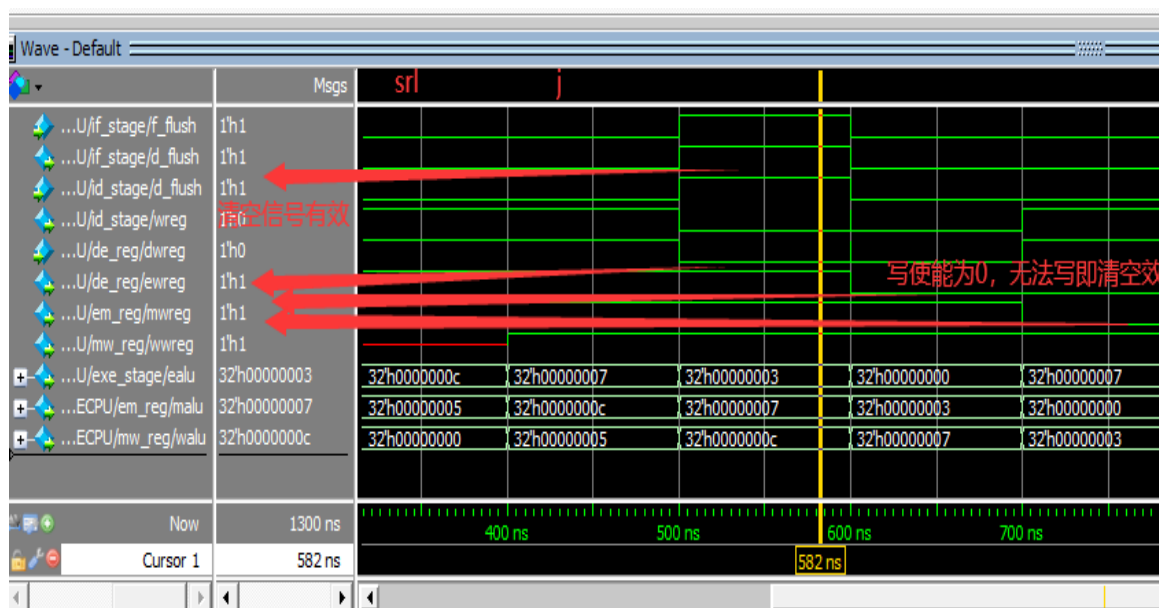 Wave - Default
Msgs srl j
...U/if_stage/f_flush 1'h1
...U/if_stage/d_flush 1'h1
...U/id_stage/d_flush 1'h1
清空信号有效
...U/id_stage/wreg 1'h0
...U/de_reg/dwreg 1'h0
...U/de_reg/ewreg 1'h1 写使能为0，无法写即清空效
...U/em_reg/mwreg 1'h1
...U/mw_reg/wwreg 1'h1
...U/exe_stage/ealu 32'h00000003 32'h0000000c 32'h00000007 32'h00000003 32'h00000000 32'h00000007
...ECPU/em_reg/malu 32'h00000007 32'h00000005 32'h0000000c 32'h00000007 32'h00000003 32'h00000000
...ECPU/mw_reg/walu 32'h0000000c 32'h00000000 32'h00000005 32'h0000000c 32'h00000007 32'h00000003
Now 1300 ns 400 ns 500 ns 600 ns 700 ns
Cursor 1 582 ns 582 ns